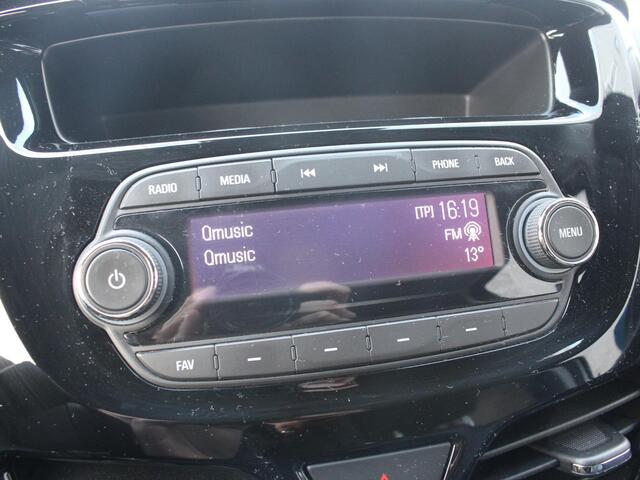 RADIO MEDIA PHONE BACK
Qmusic [TP] 16:19
FM
Qmusic 13°
MENU
FAV